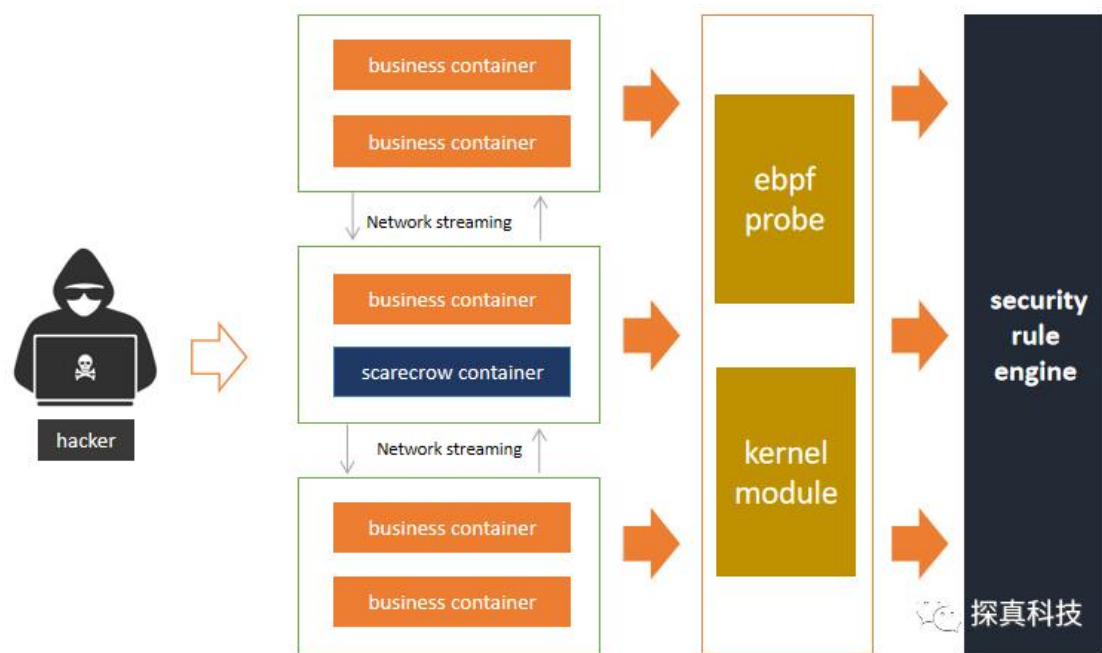 business container
business container
Network streaming
business container
scarecrow container
Network streaming
business container
business container
hacker
ebpf
probe
kernel
module
security
rule
engine
探真科技